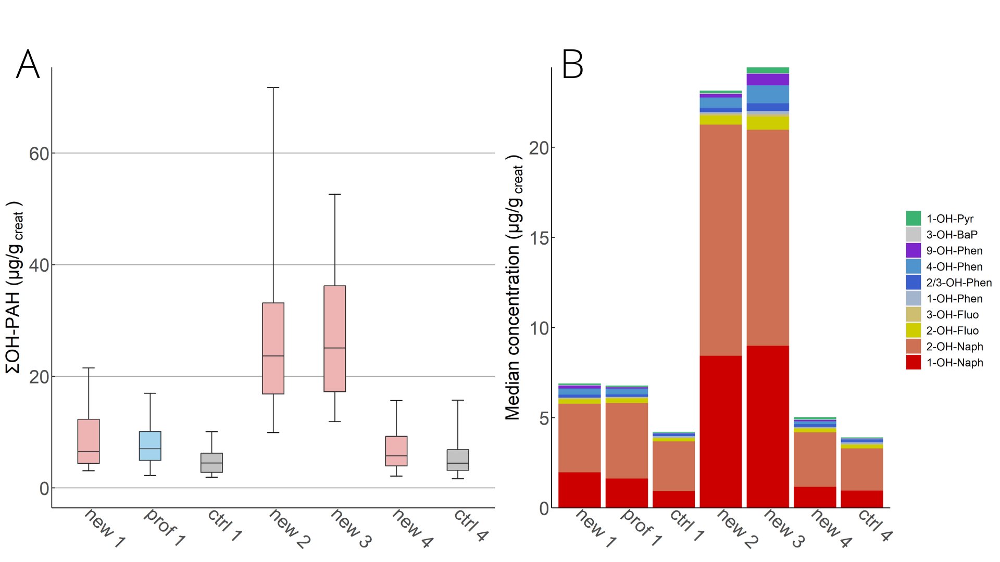 A
ΣOH-PAH (µg/g creat )
60
40
20
0
new 1
prof 1
ctrl 1
new 2
new 3
new 4
ctrl 4
B
Median concentration (µg/g creat )
20
15
10
5
0
new 1
prof 1
ctrl 1
new 2
new 3
new 4
ctrl 4
1-OH-Pyr
3-OH-BaP
9-OH-Phen
4-OH-Phen
2/3-OH-Phen
1-OH-Phen
3-OH-Fluo
2-OH-Fluo
2-OH-Naph
1-OH-Naph